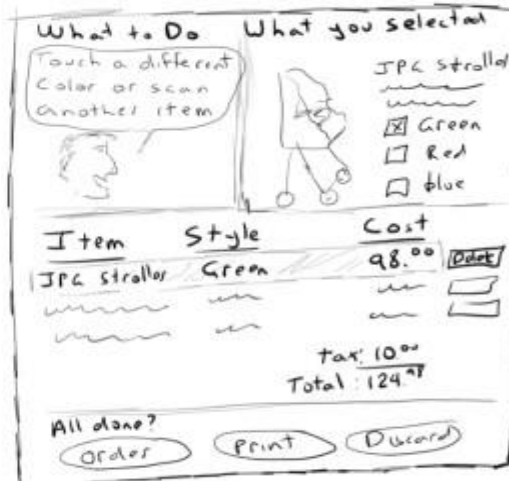 What to Do
Touch a different
Color or scan
another item
What you selected
JPG Stroller
Green
Red
blue
Item Style Cost
JPG Stroller Green 98.00 Delete
tax: 10.00
Total: 124.98
All done?
Order Print Discard